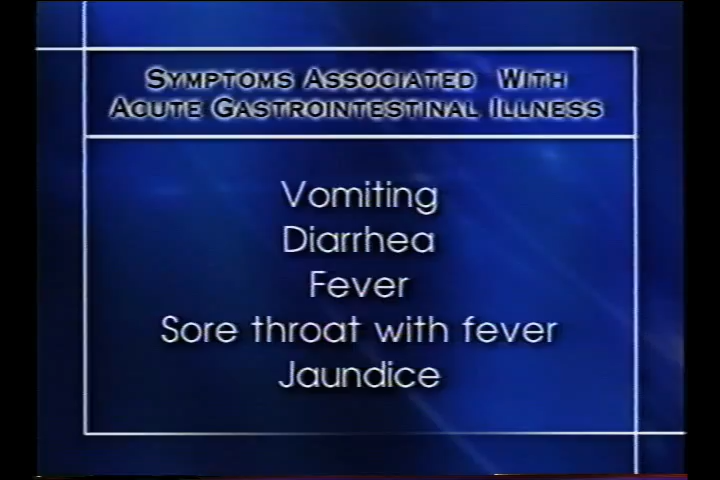 Symptoms Associated With
Acute Gastrointestinal Illness
Vomiting
Diarrhea
Fever
Sore throat with fever
Jaundice